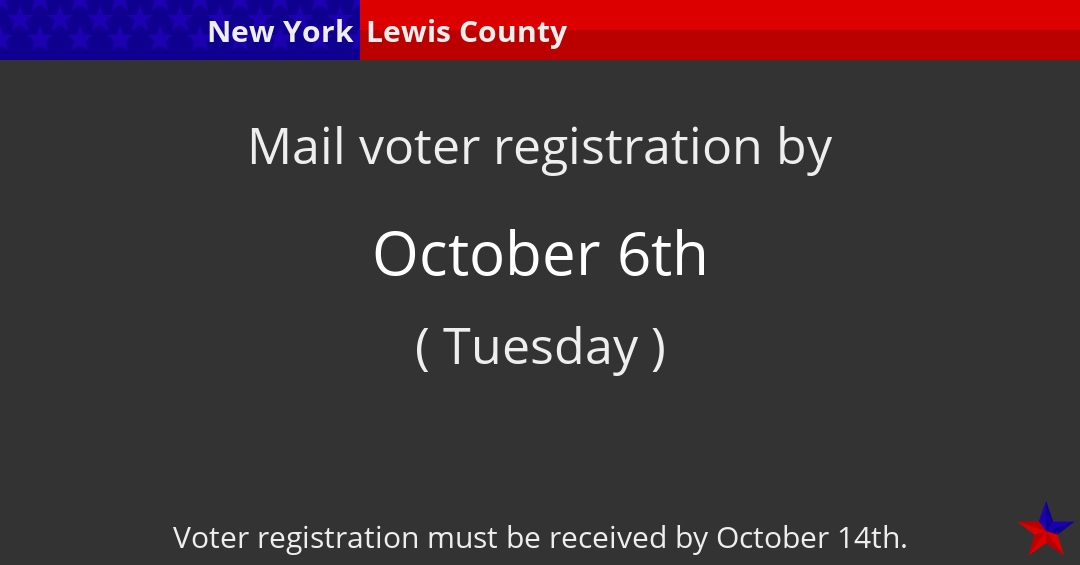 New York Lewis County
Mail voter registration by
October 6th
( Tuesday )
Voter registration must be received by October 14th.